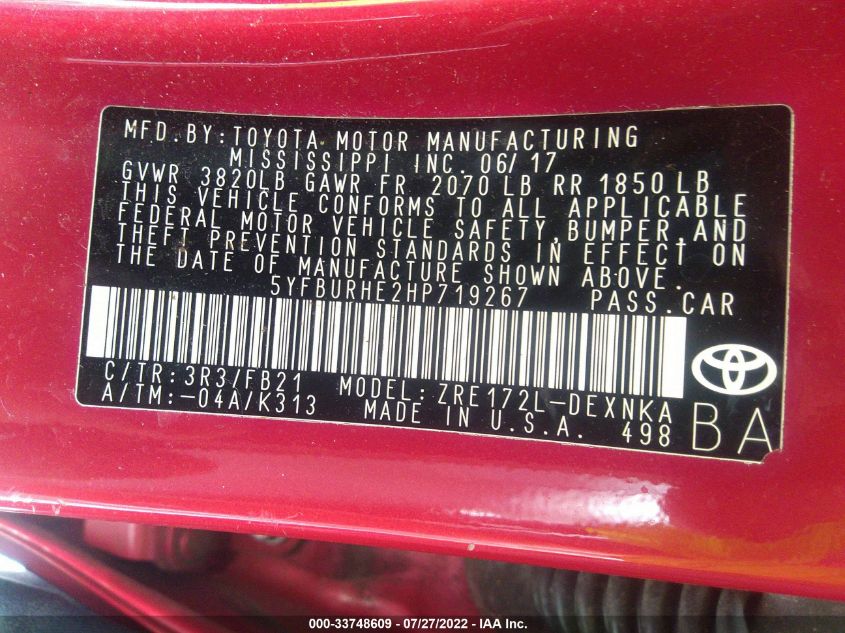 MFD.BY:TOYOTA MOTOR MANUFACTURING
MISSISSIPPI INC. 06/17
GVWR 3820LB GAWR FR 2070 LB RR 1850 LB
THIS VEHICLE CONFORMS TO ALL APPLICABLE
FEDERAL MOTOR VEHICLE SAFETY,BUMPER,AND
THEFT PREVENTION STANDARDS IN EFFECT ON
THE DATE OF MANUFACTURE SHOWN ABOVE.
5YFBURHE2HP719267 PASS.CAR
C/TR:3R3/FB21 MODEL:ZRE172L-DEXNKA
A/TM:-04A/K313 MADE IN U.S.A. 498 BA
000-33748609 // 07/27/2022 -- IAA Inc.